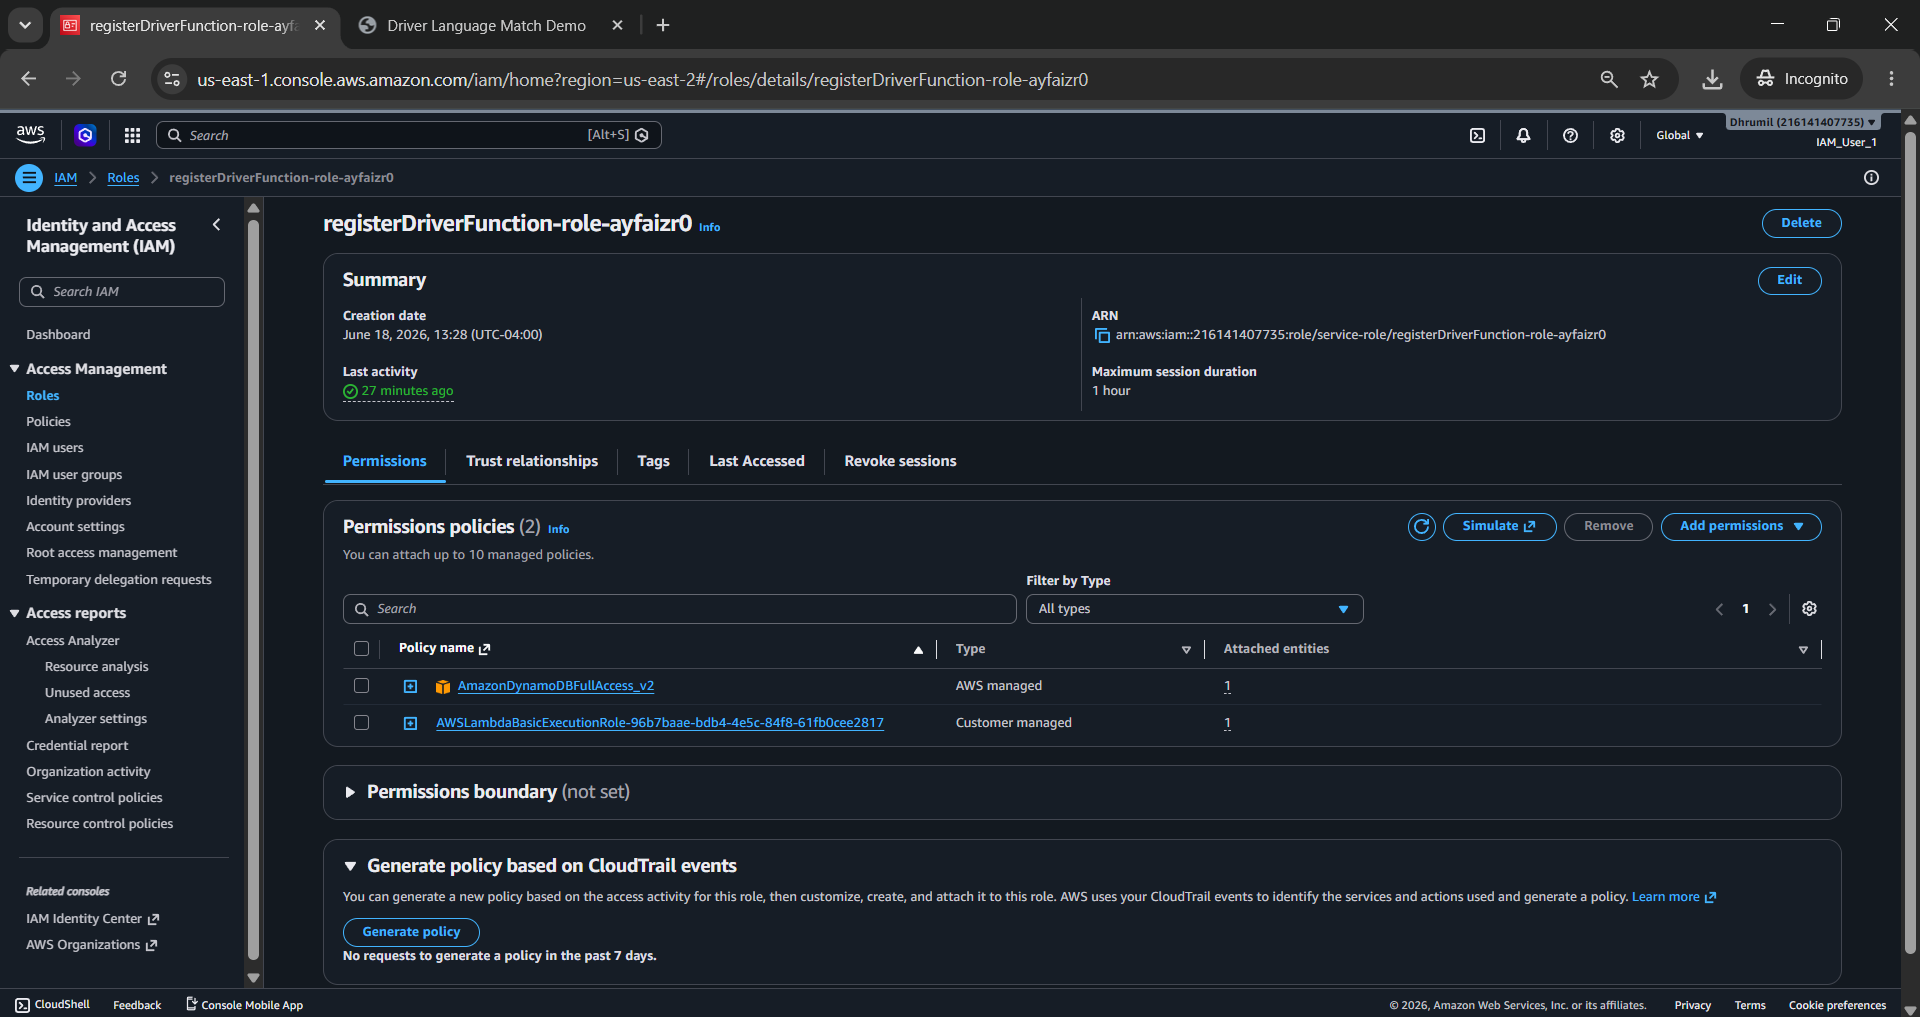 registerDriverFunction-role-ayfa
Driver Language Match Demo
us-east-1.console.aws.amazon.com/iam/home?region=us-east-2#/roles/details/registerDriverFunction-role-ayfaizr0
Incognito
aws
Search
[Alt+S]
Global
Dhrumil (216141407735)
IAM_User_1
IAM
Roles
registerDriverFunction-role-ayfaizr0
Identity and Access
Management (IAM)
Search IAM
Dashboard
Access Management
Roles
Policies
IAM users
IAM user groups
Identity providers
Account settings
Root access management
Temporary delegation requests
Access reports
Access Analyzer
Resource analysis
Unused access
Analyzer settings
Credential report
Organization activity
Service control policies
Resource control policies
Related consoles
IAM Identity Center
AWS Organizations
registerDriverFunction-role-ayfaizr0 Info
Delete
Summary
Edit
Creation date
June 18, 2026, 13:28 (UTC-04:00)
ARN
arn:aws:iam::216141407735:role/service-role/registerDriverFunction-role-ayfaizr0
Last activity
27 minutes ago
Maximum session duration
1 hour
Permissions
Trust relationships
Tags
Last Accessed
Revoke sessions
Permissions policies (2) Info
You can attach up to 10 managed policies.
Simulate
Remove
Add permissions
Filter by Type
Search
All types
1
Policy name
Type
Attached entities
AmazonDynamoDBFullAccess_v2
AWS managed
1
AWSLambdaBasicExecutionRole-96b7baae-bdb4-4e5c-84f8-61fb0cee2817
Customer managed
1
Permissions boundary (not set)
Generate policy based on CloudTrail events
You can generate a new policy based on the access activity for this role, then customize, create, and attach it to this role. AWS uses your CloudTrail events to identify the services and actions used and generate a policy. Learn more
Generate policy
No requests to generate a policy in the past 7 days.
CloudShell
Feedback
Console Mobile App
© 2026, Amazon Web Services, Inc. or its affiliates.
Privacy
Terms
Cookie preferences